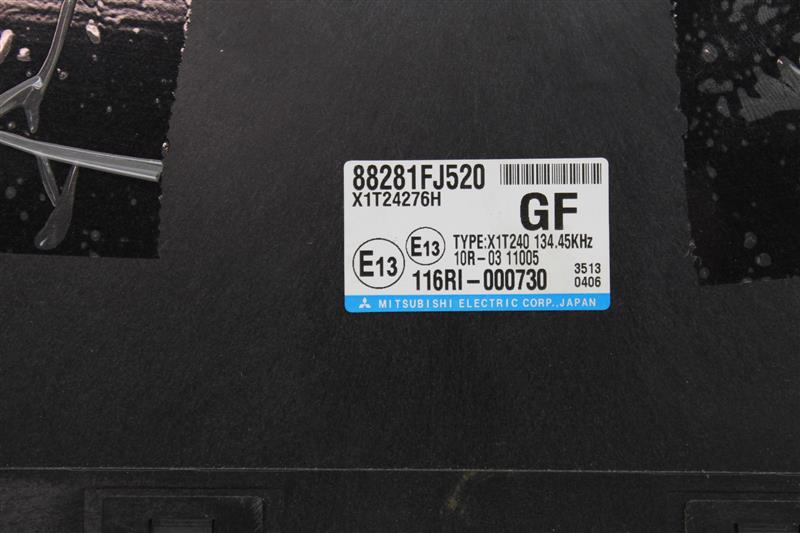 88281FJ520
X1T24276H
GF
E13
E13
TYPE:X1T240 134.45KHz
10R-03 11005
116RI-000730
3513
0406
MITSUBISHI ELECTRIC CORP.,JAPAN